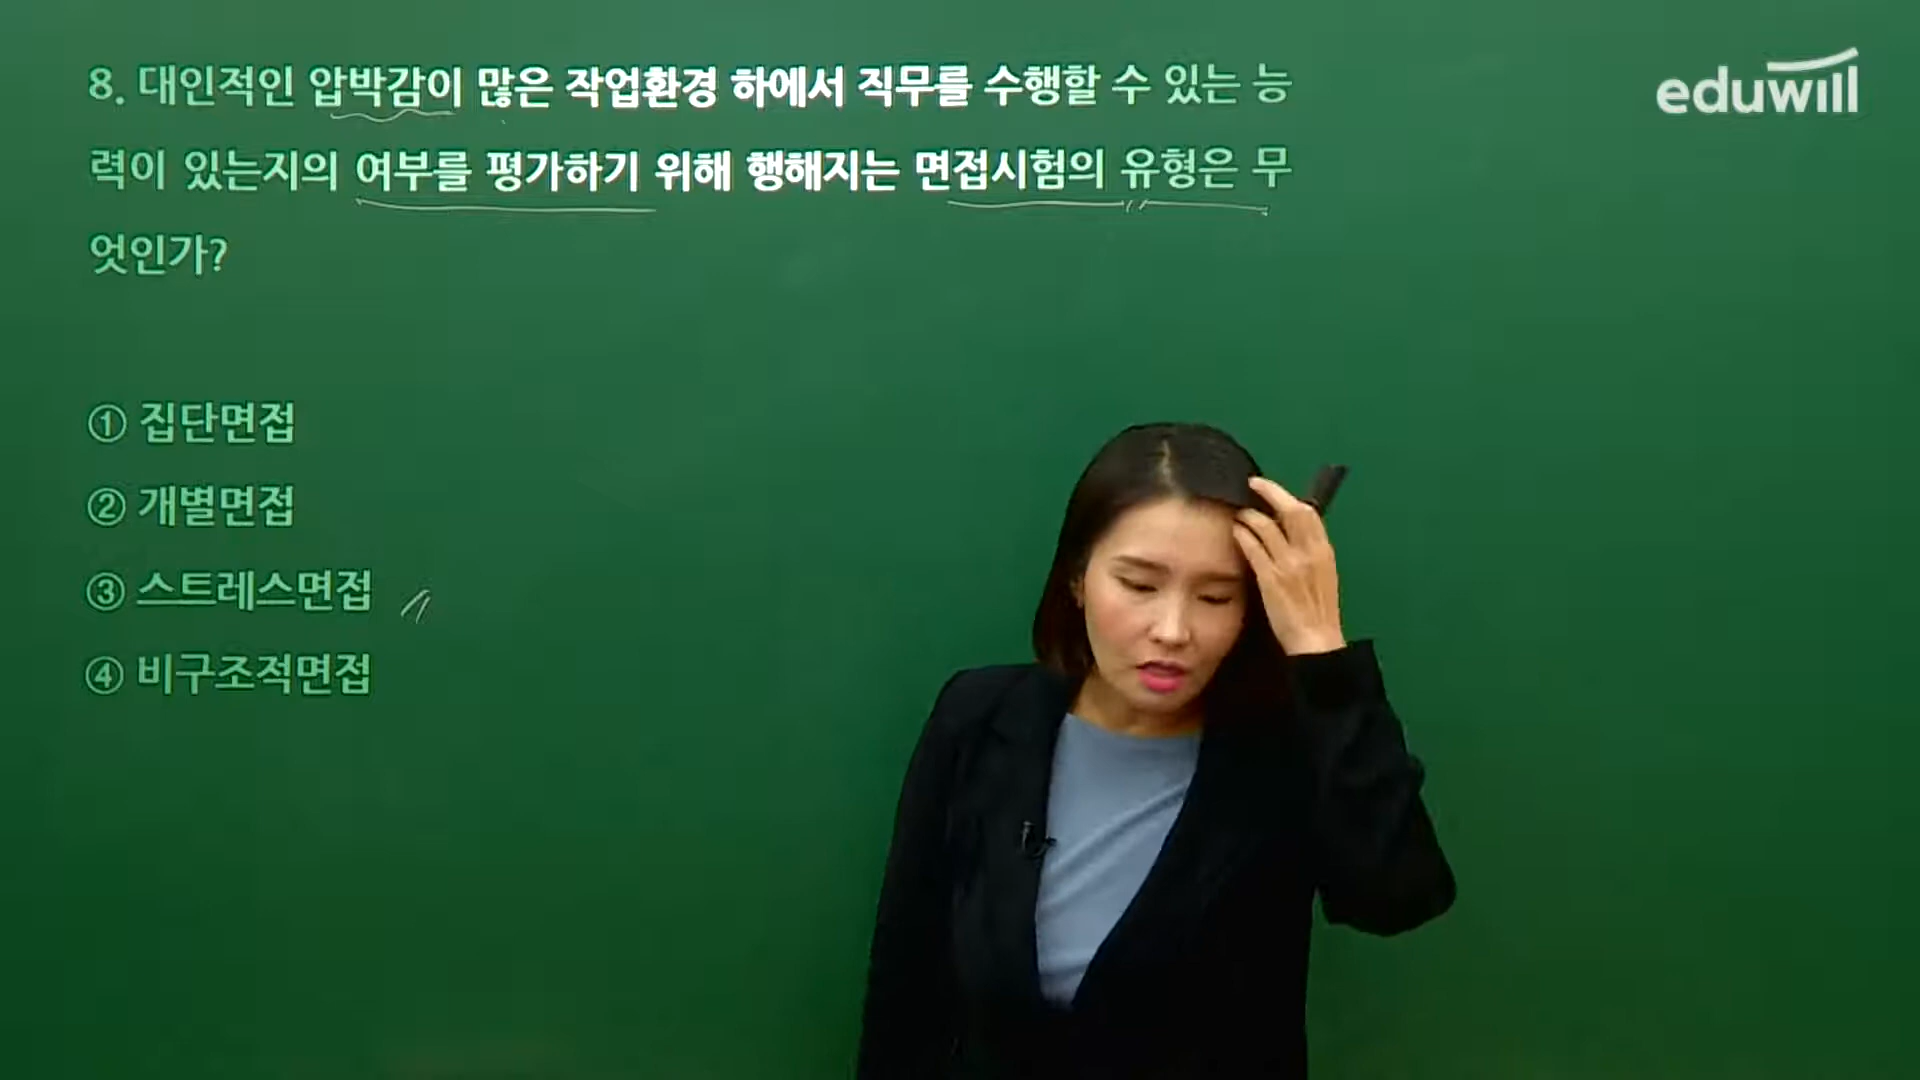 eduwill
8. 대인적인 압박감이 많은 작업환경 하에서 직무를 수행할 수 있는 능
력이 있는지의 여부를 평가하기 위해 행해지는 면접시험의 유형은 무
엇인가?
① 집단면접
② 개별면접
③ 스트레스면접
④ 비구조적면접